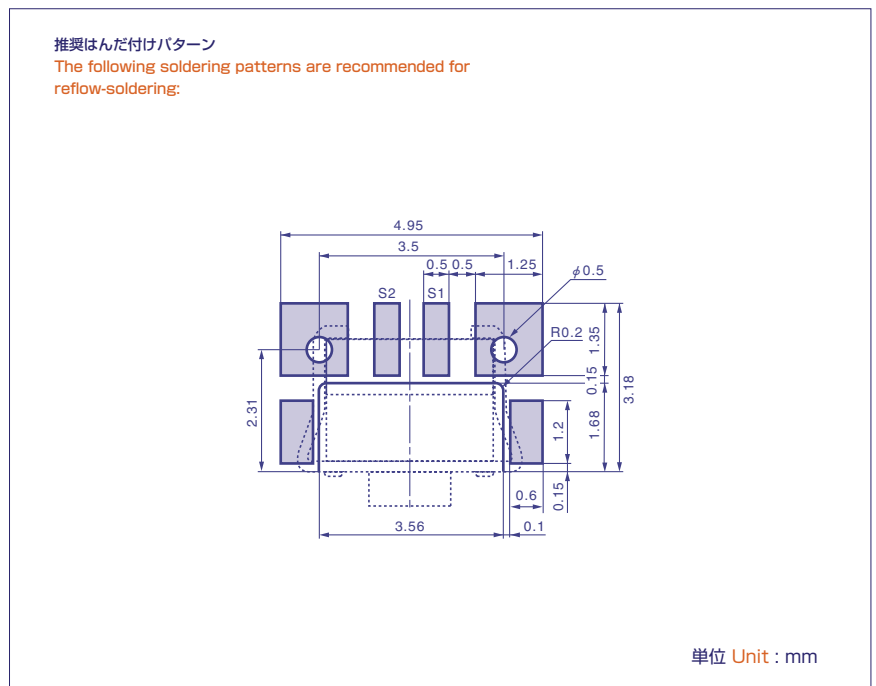 推奨はんだ付けパターン
The following soldering patterns are recommended for
reflow-soldering:
4.95
3.5
0.5 0.5 1.25
φ0.5
S2 S1
R0.2
1.35
0.15
3.18
2.31
1.68
1.2
0.15
0.6
3.56
0.1
単位 Unit : mm